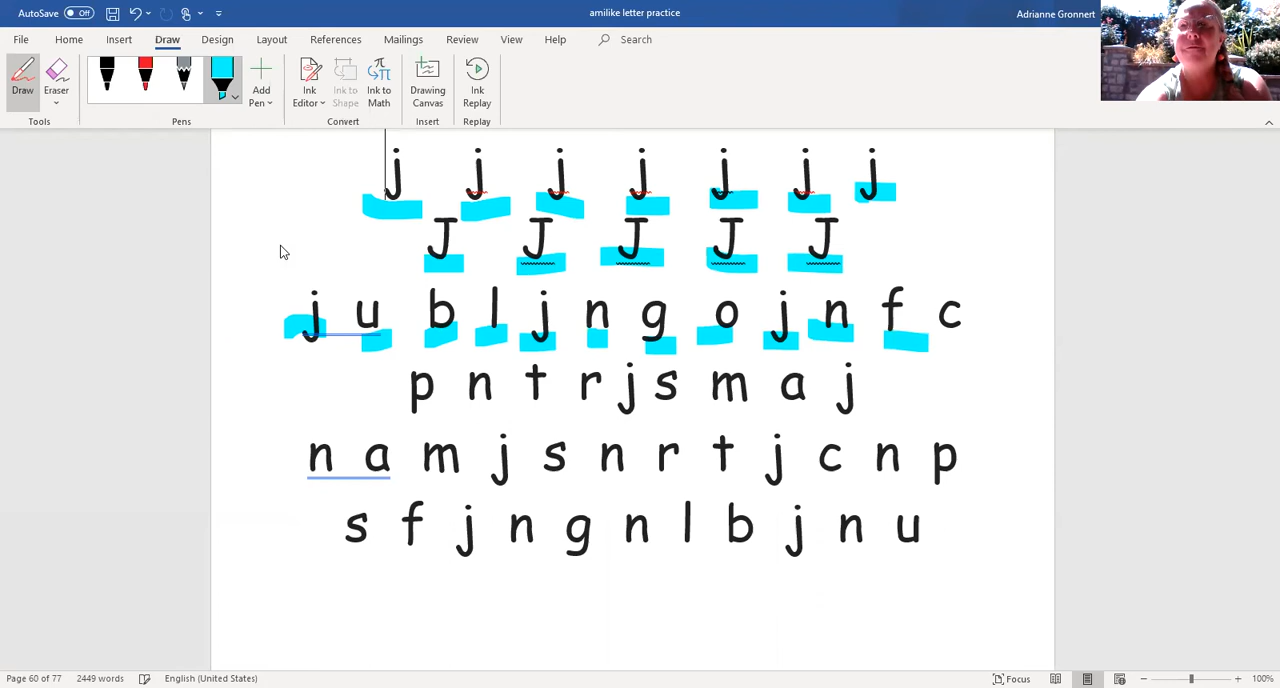 AutoSave Off amilike letter practice Adrianne Gronnert
File Home Insert Draw Design Layout References Mailings Review View Help Search
Draw Eraser Add Pen Ink Editor Ink to Shape Ink to Math Drawing Canvas Ink Replay
Tools Pens Convert Insert Replay
j j j j j j j
J J J J J
j u b l j n g o j n f c
p n t r j s m a j
n a m j s n r t j c n p
s f j n g n l b j n u
Page 60 of 77 2449 words English (United States) Focus 100%